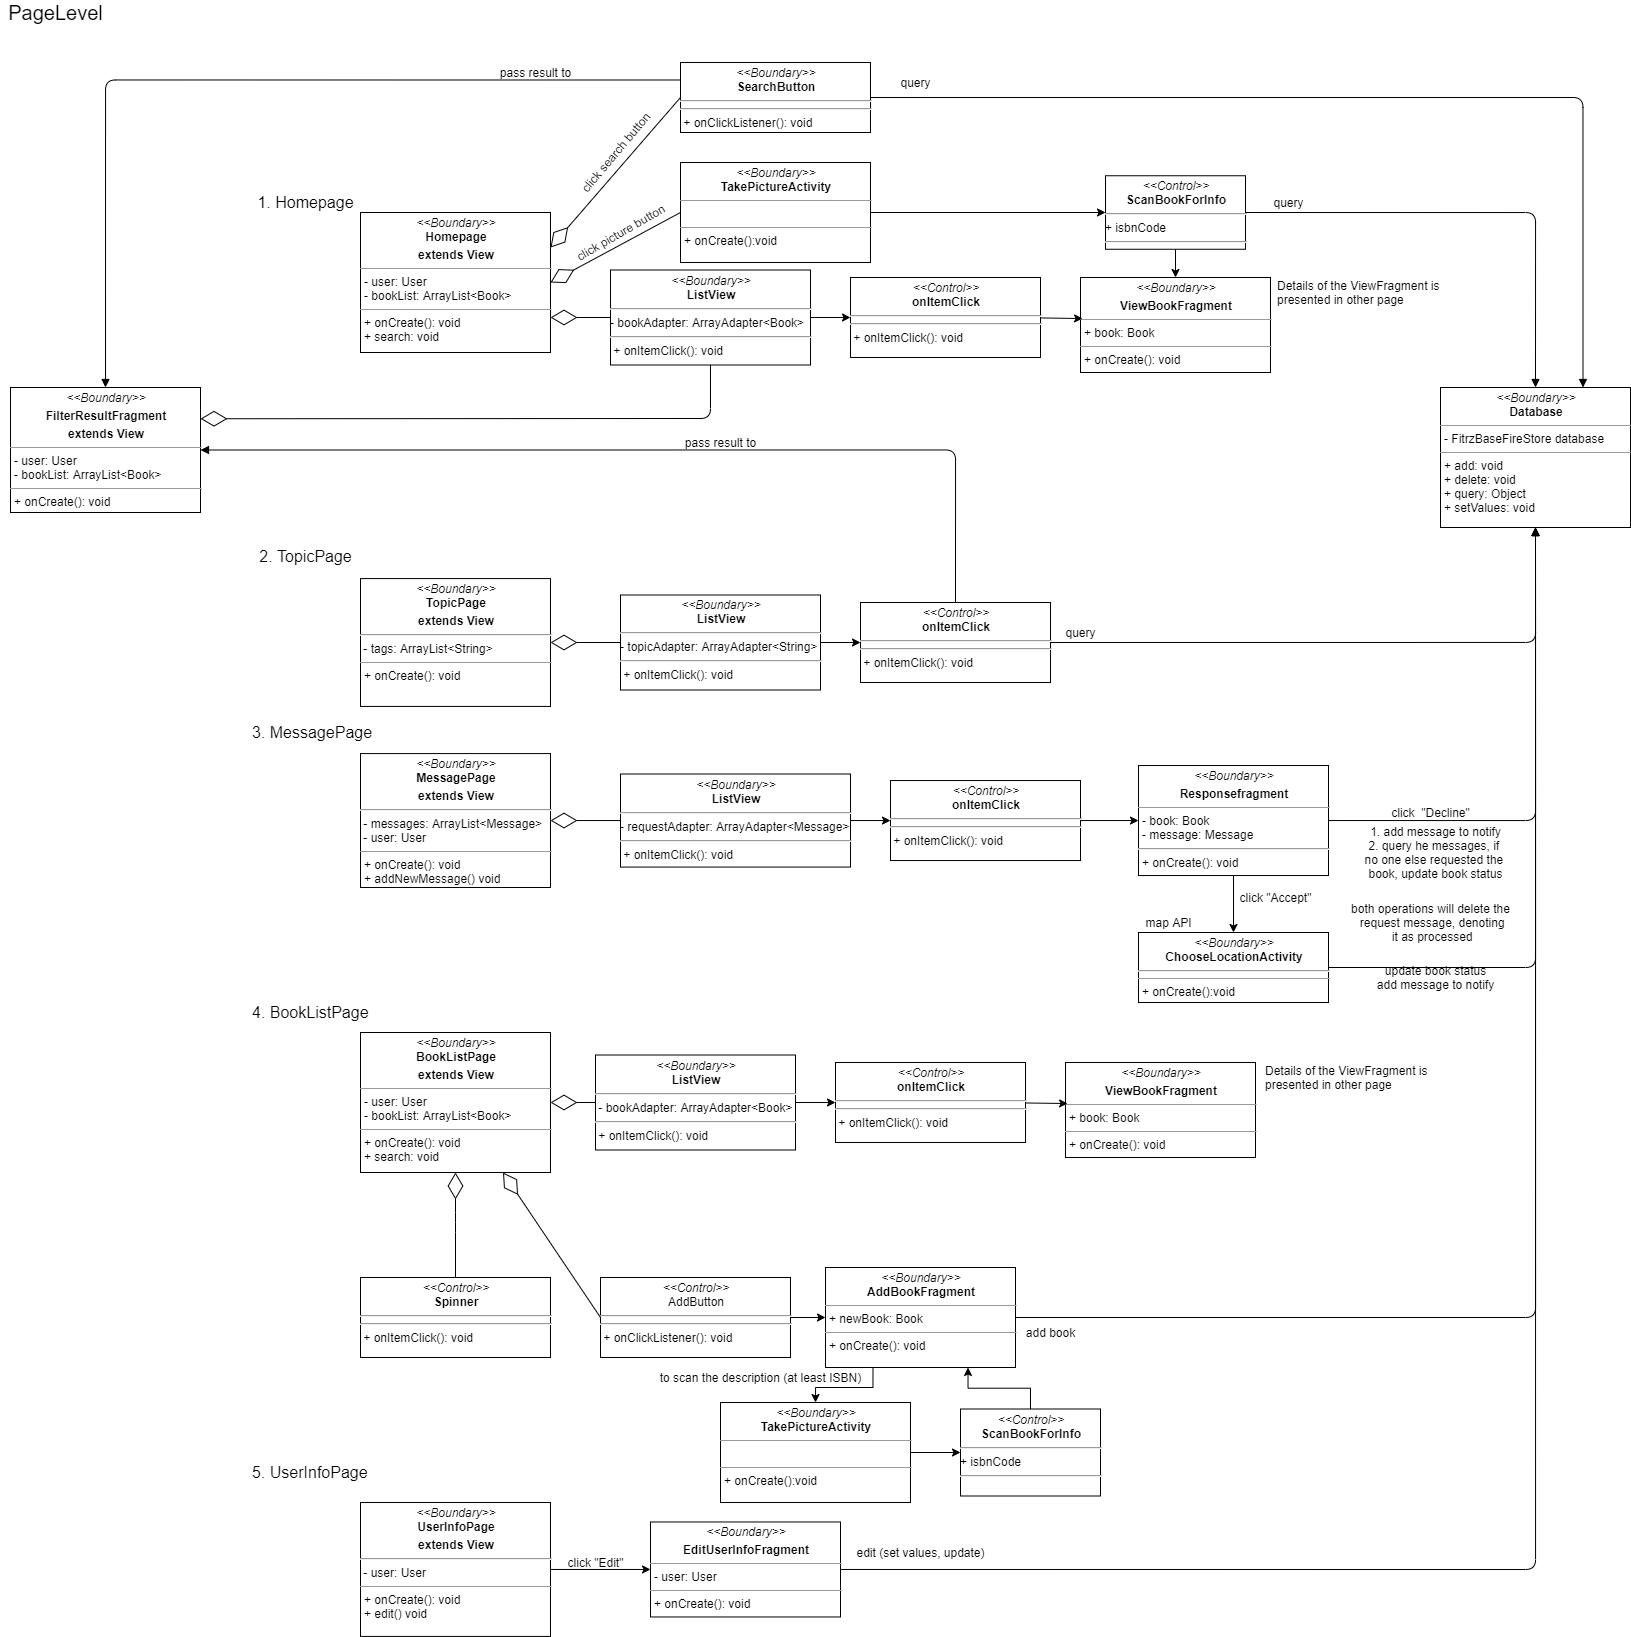 PageLevel
pass result to
<<Boundary>>
SearchButton
+ onClickListener(): void
query
click search button
<<Boundary>>
TakePictureActivity
+ onCreate():void
click picture button
<<Control>>
ScanBookForInfo
+ isbnCode
query
1. Homepage
<<Boundary>>
Homepage
extends View
- user: User
- bookList: ArrayList<Book>
+ onCreate(): void
+ search: void
<<Boundary>>
ListView
- bookAdapter: ArrayAdapter<Book>
+ onItemClick(): void
<<Control>>
onItemClick
+ onItemClick(): void
<<Boundary>>
ViewBookFragment
+ book: Book
+ onCreate(): void
Details of the ViewFragment is
presented in other page
<<Boundary>>
FilterResultFragment
extends View
- user: User
- bookList: ArrayList<Book>
+ onCreate(): void
pass result to
<<Boundary>>
Database
- FitrzBaseFireStore database
+ add: void
+ delete: void
+ query: Object
+ setValues: void
2. TopicPage
<<Boundary>>
TopicPage
extends View
- tags: ArrayList<String>
+ onCreate(): void
<<Boundary>>
ListView
- topicAdapter: ArrayAdapter<String>
+ onItemClick(): void
<<Control>>
onItemClick
+ onItemClick(): void
query
3. MessagePage
<<Boundary>>
MessagePage
extends View
- messages: ArrayList<Message>
- user: User
+ onCreate(): void
+ addNewMessage() void
<<Boundary>>
ListView
- requestAdapter: ArrayAdapter<Message>
+ onItemClick(): void
<<Control>>
onItemClick
+ onItemClick(): void
<<Boundary>>
Responsefragment
- book: Book
- message: Message
+ onCreate(): void
click "Decline"
1. add message to notify
2. query he messages, if
no one else requested the
book, update book status
click "Accept"
both operations will delete the
request message, denoting
it as processed
map API
<<Boundary>>
ChooseLocationActivity
+ onCreate():void
update book status
add message to notify
4. BookListPage
<<Boundary>>
BookListPage
extends View
- user: User
- bookList: ArrayList<Book>
+ onCreate(): void
+ search: void
<<Boundary>>
ListView
- bookAdapter: ArrayAdapter<Book>
+ onItemClick(): void
<<Control>>
onItemClick
+ onItemClick(): void
<<Boundary>>
ViewBookFragment
+ book: Book
+ onCreate(): void
Details of the ViewFragment is
presented in other page
<<Control>>
Spinner
+ onItemClick(): void
<<Control>>
AddButton
+ onClickListener(): void
<<Boundary>>
AddBookFragment
+ newBook: Book
+ onCreate(): void
add book
to scan the description (at least ISBN)
<<Boundary>>
TakePictureActivity
+ onCreate():void
<<Control>>
ScanBookForInfo
+ isbnCode
5. UserInfoPage
<<Boundary>>
UserInfoPage
extends View
- user: User
+ onCreate(): void
+ edit() void
click "Edit"
<<Boundary>>
EditUserInfoFragment
- user: User
+ onCreate(): void
edit (set values, update)